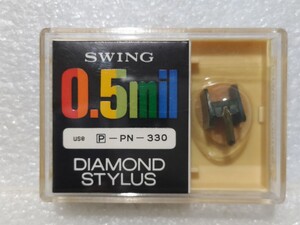 SWING
0.5mil
use P-PN-330
DIAMOND
STYLUS